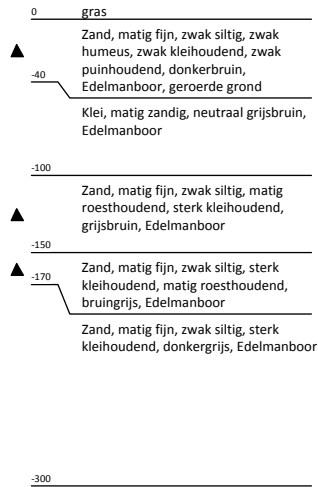 0 gras
Zand, matig fijn, zwak siltig, zwak
humeus, zwak kleihoudend, zwak
puinhoudend, donkerbruin,
Edelmanboor, geroerde grond
-40
Klei, matig zandig, neutraal grijsbruin,
Edelmanboor
-100
Zand, matig fijn, zwak siltig, matig
roesthoudend, sterk kleihoudend,
grijsbruin, Edelmanboor
-150
Zand, matig fijn, zwak siltig, sterk
kleihoudend, matig roesthoudend,
bruingrijs, Edelmanboor
-170
Zand, matig fijn, zwak siltig, sterk
kleihoudend, donkergrijs, Edelmanboor
-300